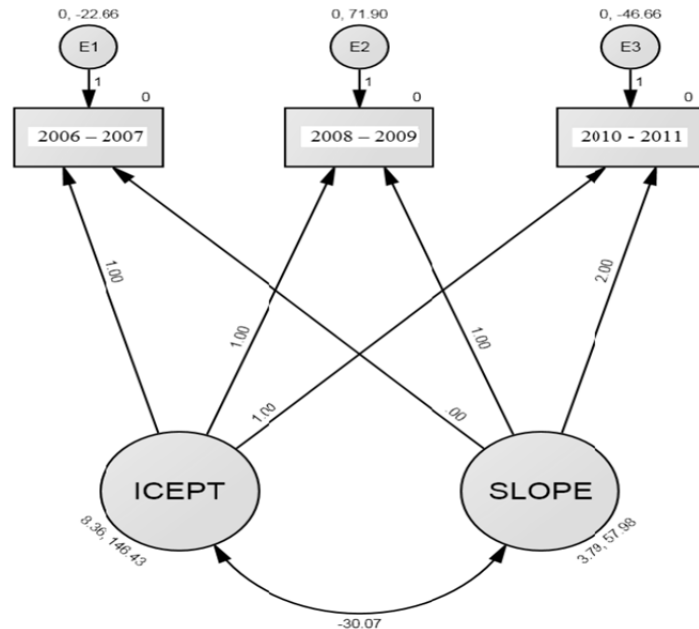 0, -22.66
0, 71.90
0, -46.66
E1
E2
E3
1
1
1
0
0
0
2006 – 2007
2008 – 2009
2010 - 2011
1.00
1.00
1.00
.00
1.00
2.00
ICEPT
SLOPE
8.36, 146.43
3.79, 57.98
-30.07